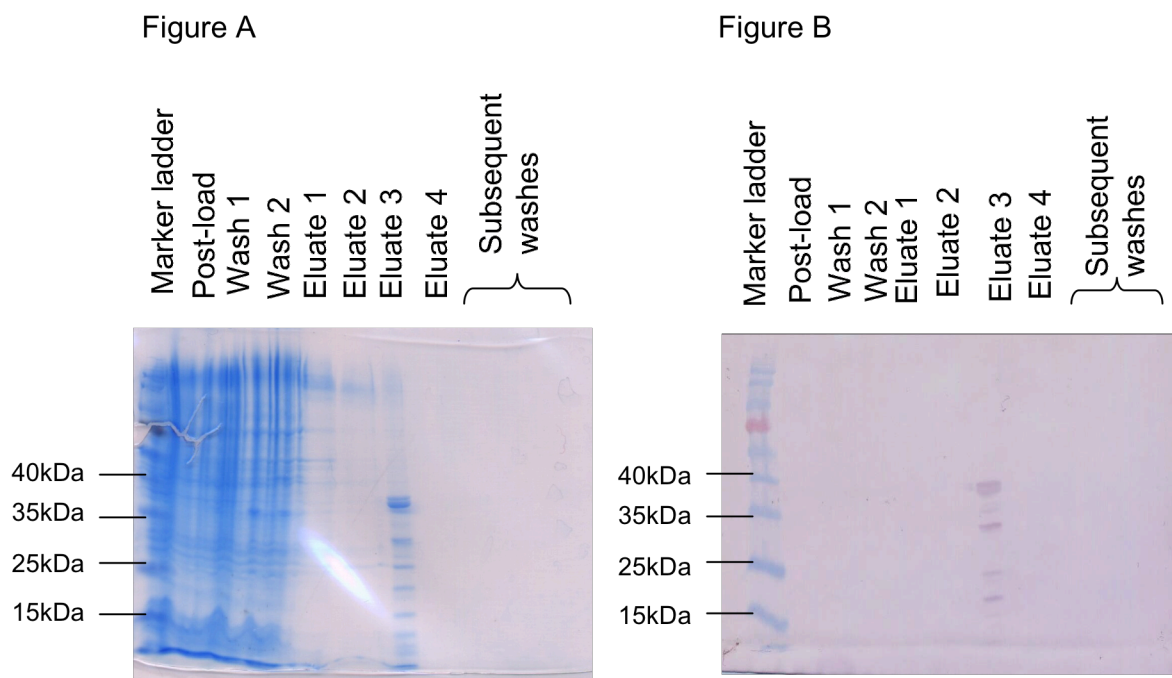 Figure A
Marker ladder
Post-load
Wash 1
Wash 2
Eluate 1
Eluate 2
Eluate 3
Eluate 4
Subsequent
washes
40kDa
35kDa
25kDa
15kDa
Figure B
Marker ladder
Post-load
Wash 1
Wash 2
Eluate 1
Eluate 2
Eluate 3
Eluate 4
Subsequent
washes
40kDa
35kDa
25kDa
15kDa